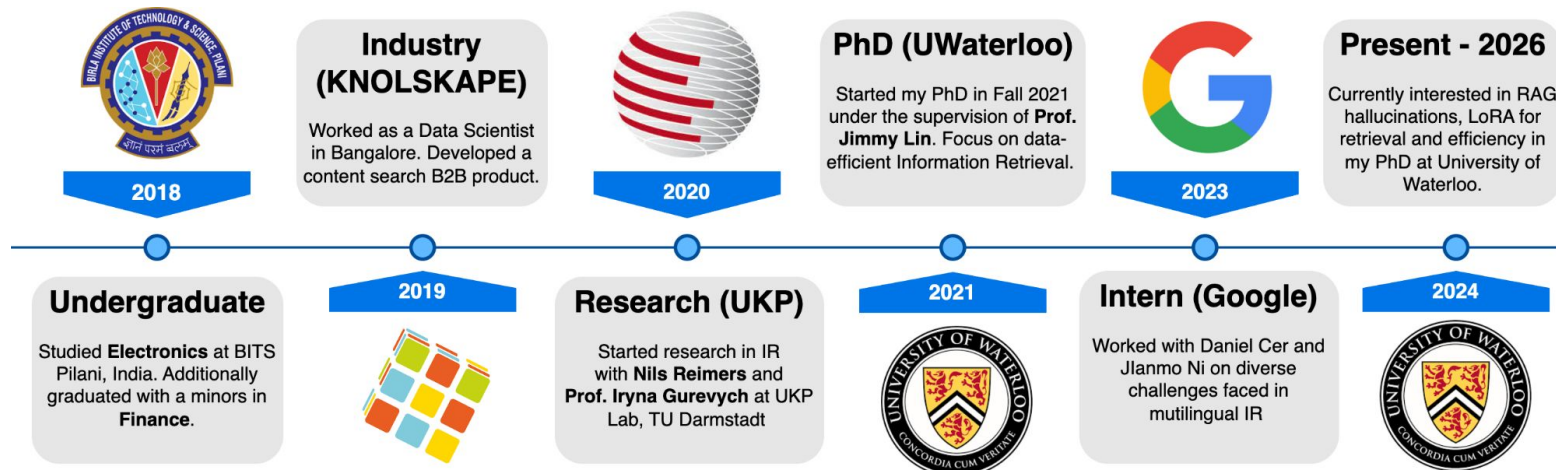 BIRLA INSTITUTE OF TECHNOLOGY & SCIENCE, PILANI
ज्ञानं परमं बलम्
2018
Undergraduate
Studied Electronics at BITS
Pilani, India. Additionally
graduated with a minors in
Finance.
Industry
(KNOLSKAPE)
Worked as a Data Scientist
in Bangalore. Developed a
content search B2B product.
2019
2020
Research (UKP)
Started research in IR
with Nils Reimers and
Prof. Iryna Gurevych at UKP
Lab, TU Darmstadt
PhD (UWaterloo)
Started my PhD in Fall 2021
under the supervision of Prof.
Jimmy Lin. Focus on data-
efficient Information Retrieval.
2021
UNIVERSITY OF WATERLOO
CONCORDIA CUM VERITATE
2023
Intern (Google)
Worked with Daniel Cer and
JIanmo Ni on diverse
challenges faced in
mutilingual IR
Present - 2026
Currently interested in RAG
hallucinations, LoRA for
retrieval and efficiency in
my PhD at University of
Waterloo.
2024
UNIVERSITY OF WATERLOO
CONCORDIA CUM VERITATE